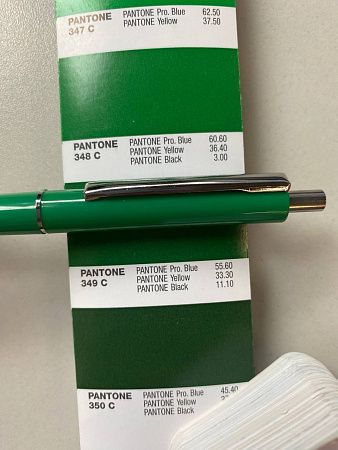 PANTONE PANTONE Pro. Blue 62.50
347 C PANTONE Yellow 37.50
PANTONE PANTONE Pro. Blue 60.60
348 C PANTONE Yellow 36.40
PANTONE Black 3.00
PANTONE PANTONE Pro. Blue 55.60
349 C PANTONE Yellow 33.30
PANTONE Black 11.10
PANTONE PANTONE Pro. Blue 45.40
350 C PANTONE Yellow
PANTONE Black